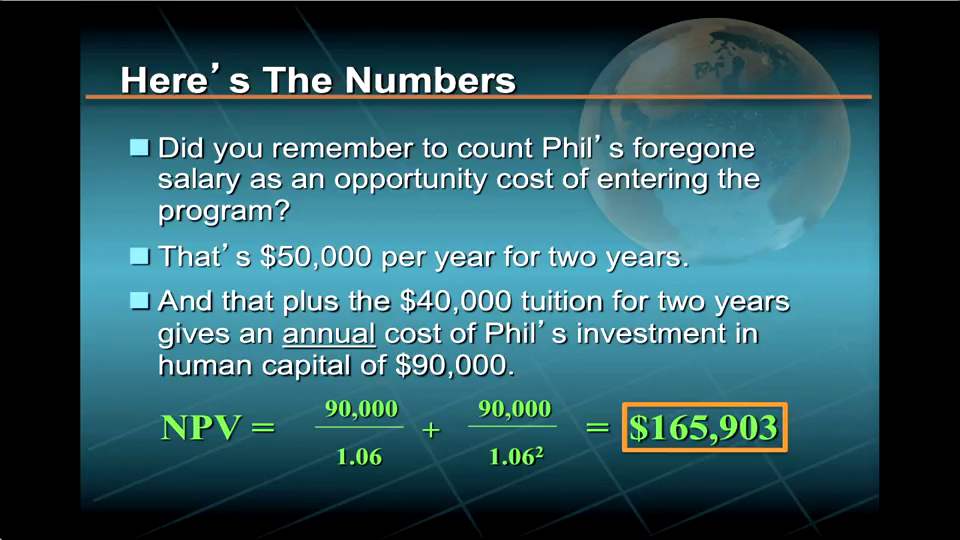 Here's The Numbers
Did you remember to count Phil's foregone
salary as an opportunity cost of entering the
program?
That's $50,000 per year for two years.
And that plus the $40,000 tuition for two years
gives an annual cost of Phil's investment in
human capital of $90,000.
90,000 90,000
NPV = + = $165,903
1.06 1.06²